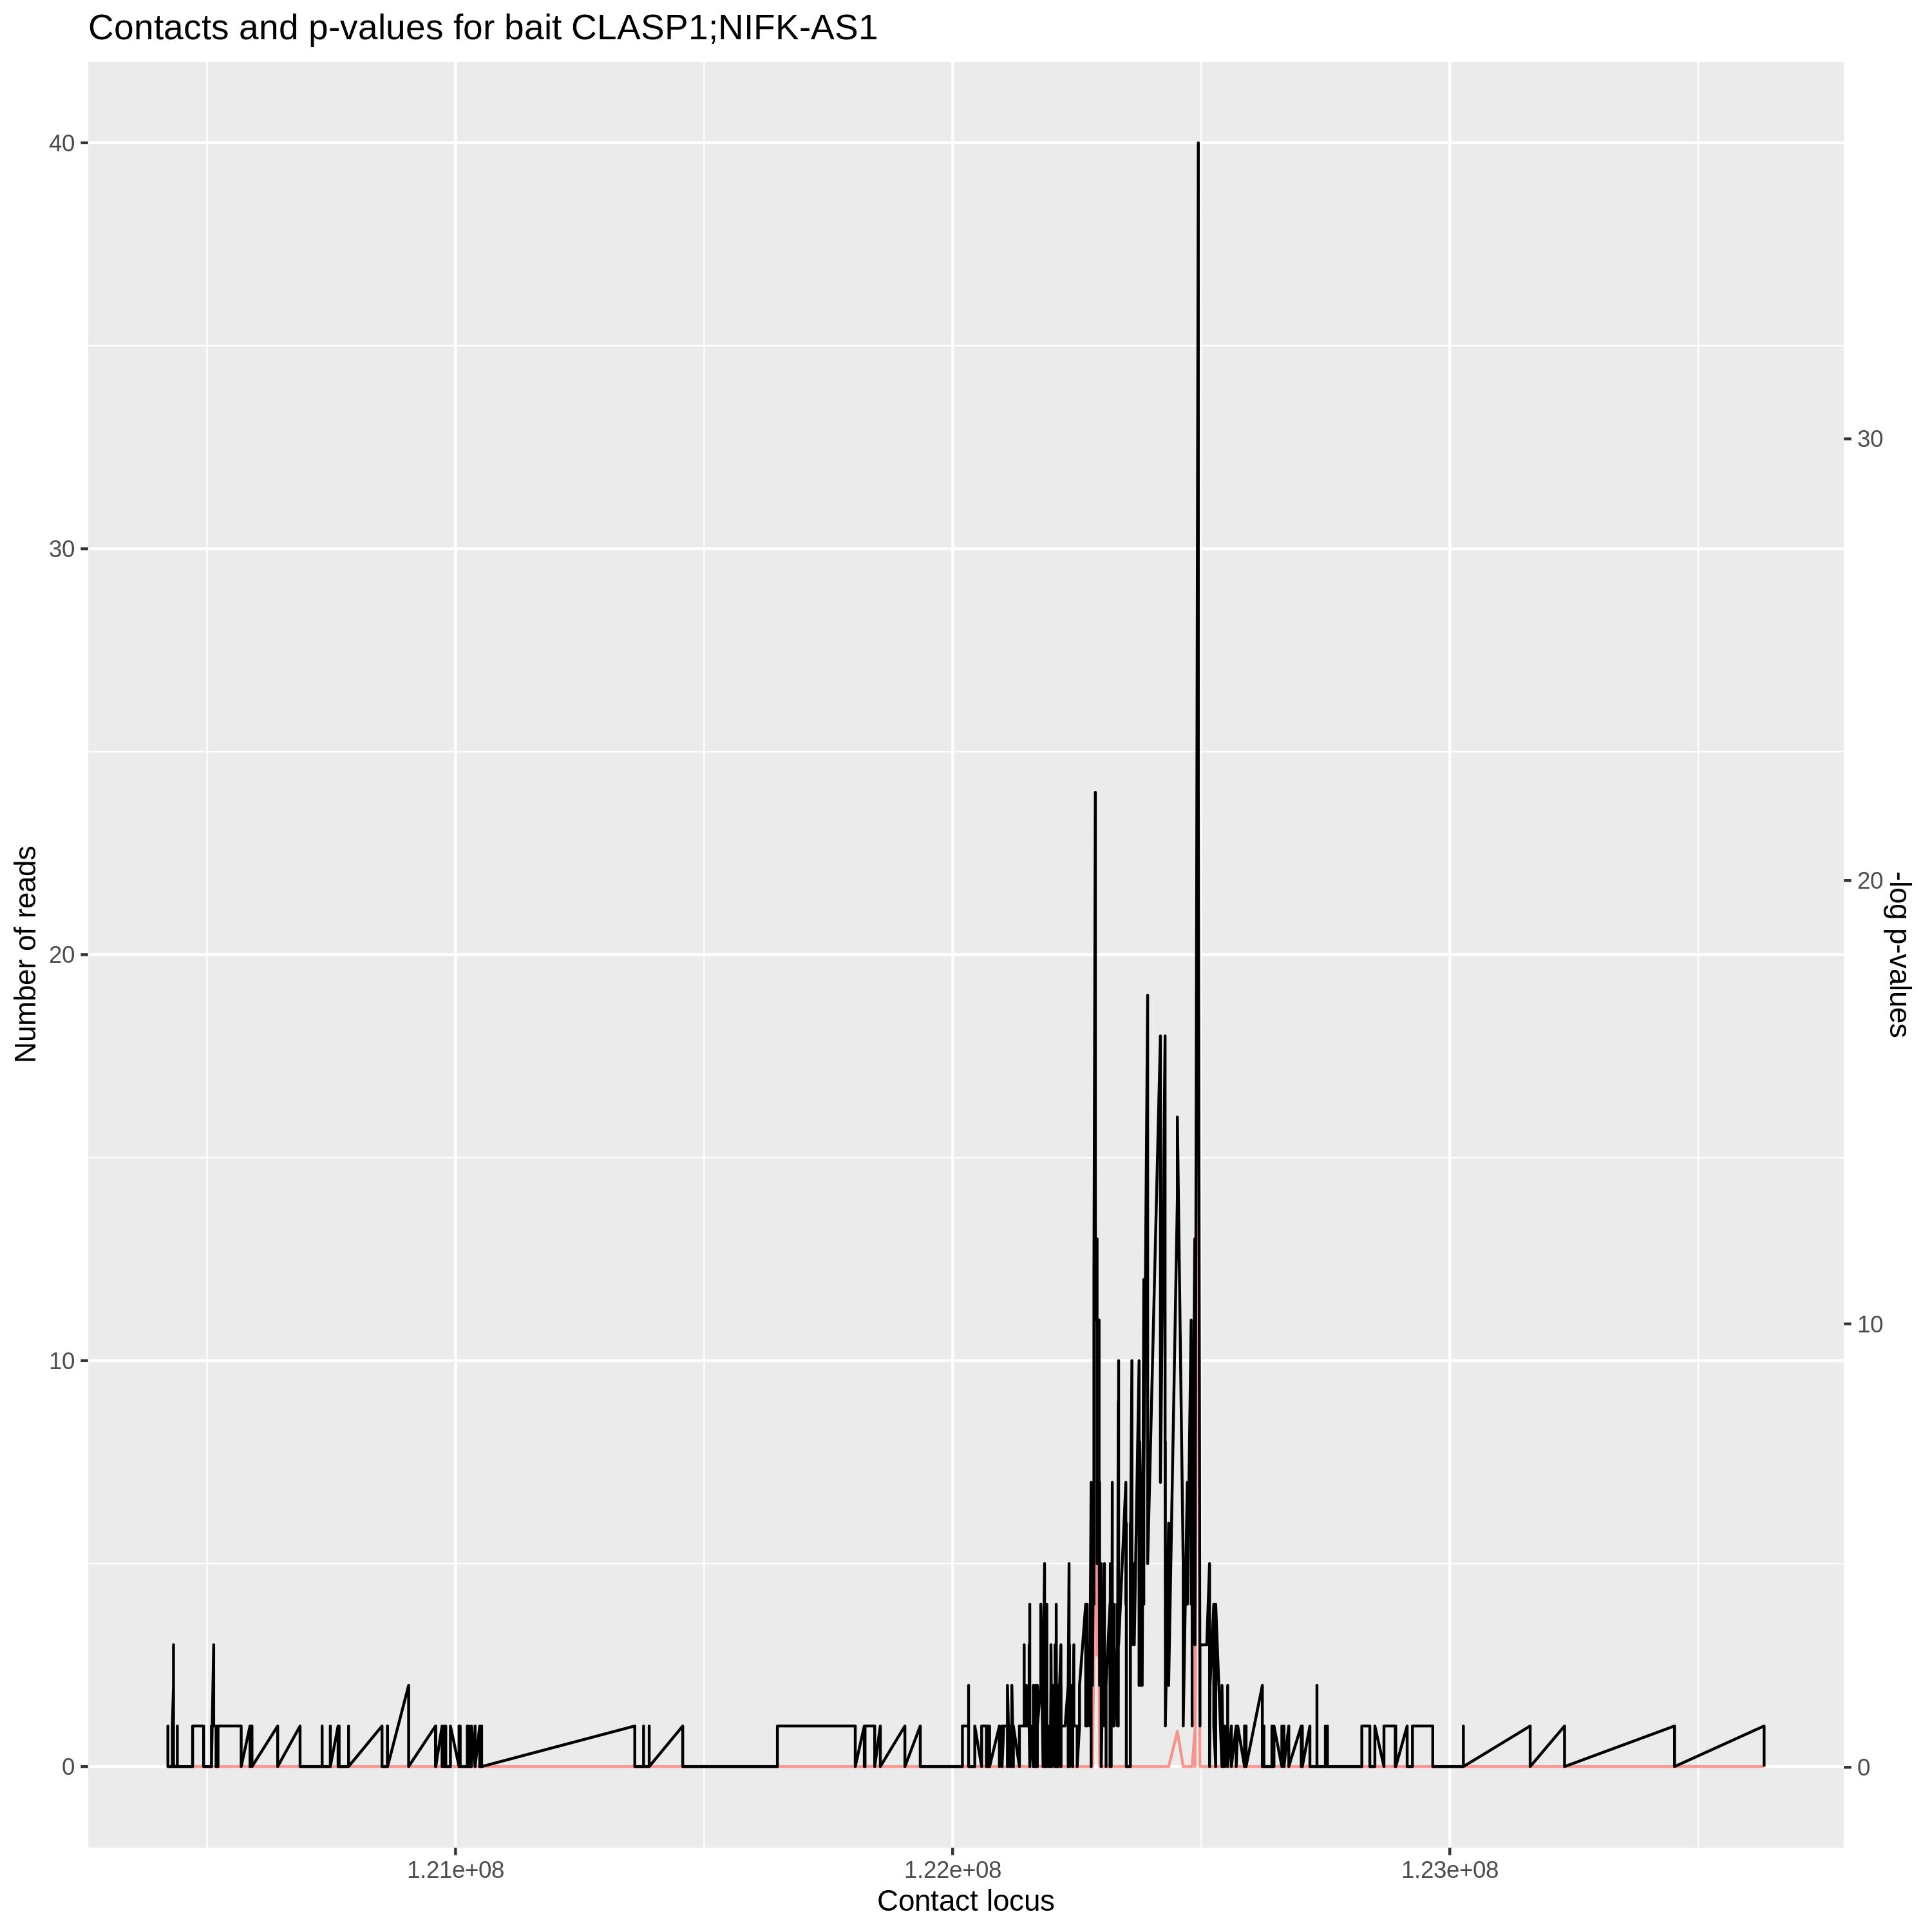 Contacts and p-values for bait CLASP1;NIFK-AS1
40
30
20
10
0
Number of reads
30
20
10
0
-log p-values
1.21e+08 1.22e+08 1.23e+08
Contact locus